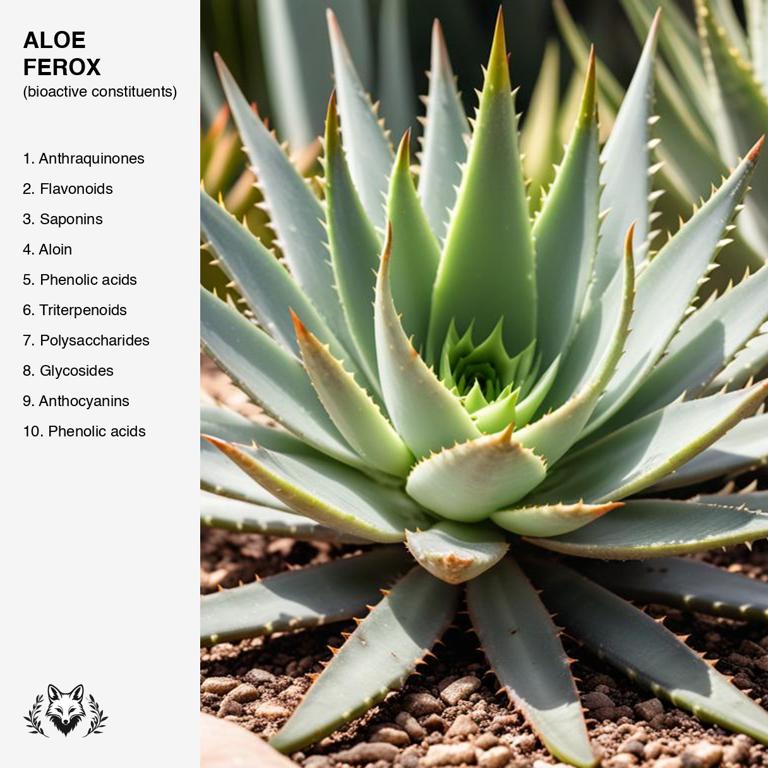 ALOE
FEROX
(bioactive constituents)
1. Anthraquinones
2. Flavonoids
3. Saponins
4. Aloin
5. Phenolic acids
6. Triterpenoids
7. Polysaccharides
8. Glycosides
9. Anthocyanins
10. Phenolic acids